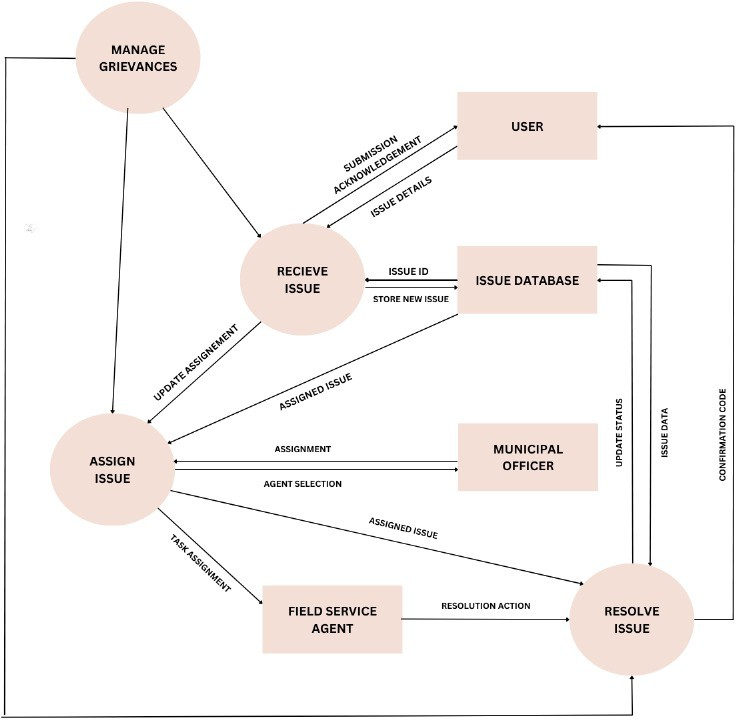 MANAGE
GRIEVANCES
USER
SUBMISSION
ACKNOWLEDGEMENT
ISSUE DETAILS
RECIEVE
ISSUE
ISSUE ID
STORE NEW ISSUE
ISSUE DATABASE
UPDATE ASSIGNEMENT
ASSIGNED ISSUE
ASSIGN
ISSUE
ASSIGNMENT
AGENT SELECTION
MUNICIPAL
OFFICER
UPDATE STATUS
ISSUE DATA
CONFIRMATION CODE
ASSIGNED ISSUE
TASK ASSIGNMENT
FIELD SERVICE
AGENT
RESOLUTION ACTION
RESOLVE
ISSUE